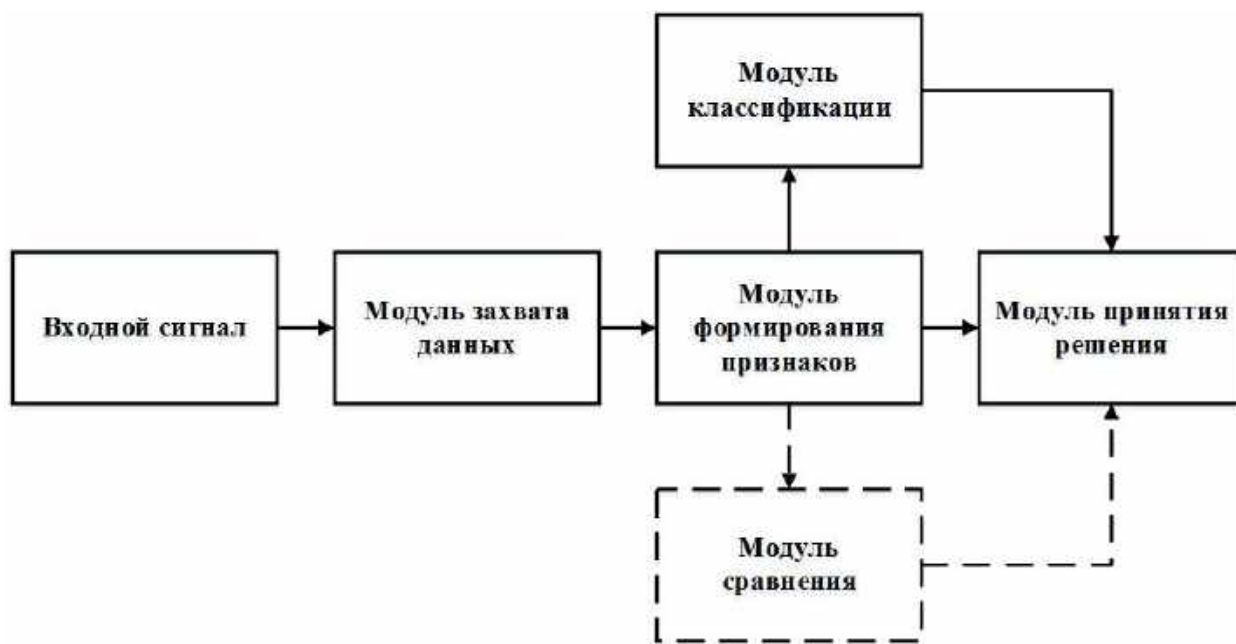 Модуль
классификации
Входной сигнал
Модуль захвата
данных
Модуль
формирования
признаков
Модуль принятия
решения
Модуль
сравнения